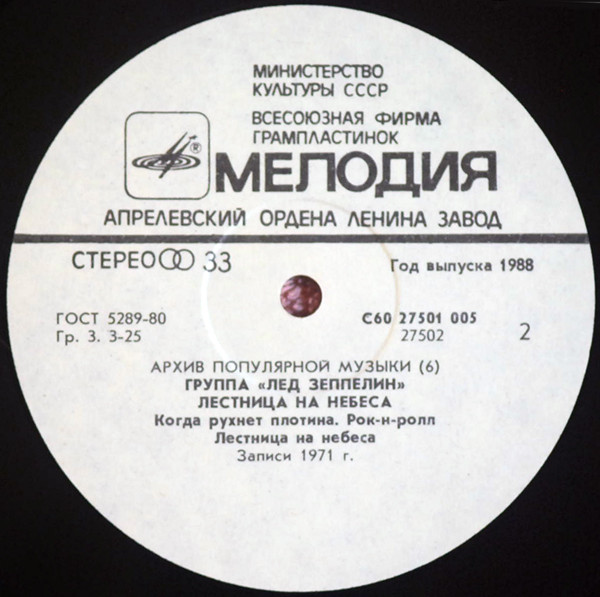 МИНИСТЕРСТВО
КУЛЬТУРЫ СССР
ВСЕСОЮЗНАЯ ФИРМА
ГРАМПЛАСТИНОК
®
МЕЛОДИЯ
АПРЕЛЕВСКИЙ ОРДЕНА ЛЕНИНА ЗАВОД
СТЕРЕО 33
Год выпуска 1988
ГОСТ 5289-80
Гр. 3. 3-25
С60 27501 005
27502
2
АРХИВ ПОПУЛЯРНОЙ МУЗЫКИ (6)
ГРУППА «ЛЕД ЗЕППЕЛИН»
ЛЕСТНИЦА НА НЕБЕСА
Когда рухнет плотина. Рок-н-ролл
Лестница на небеса
Записи 1971 г.